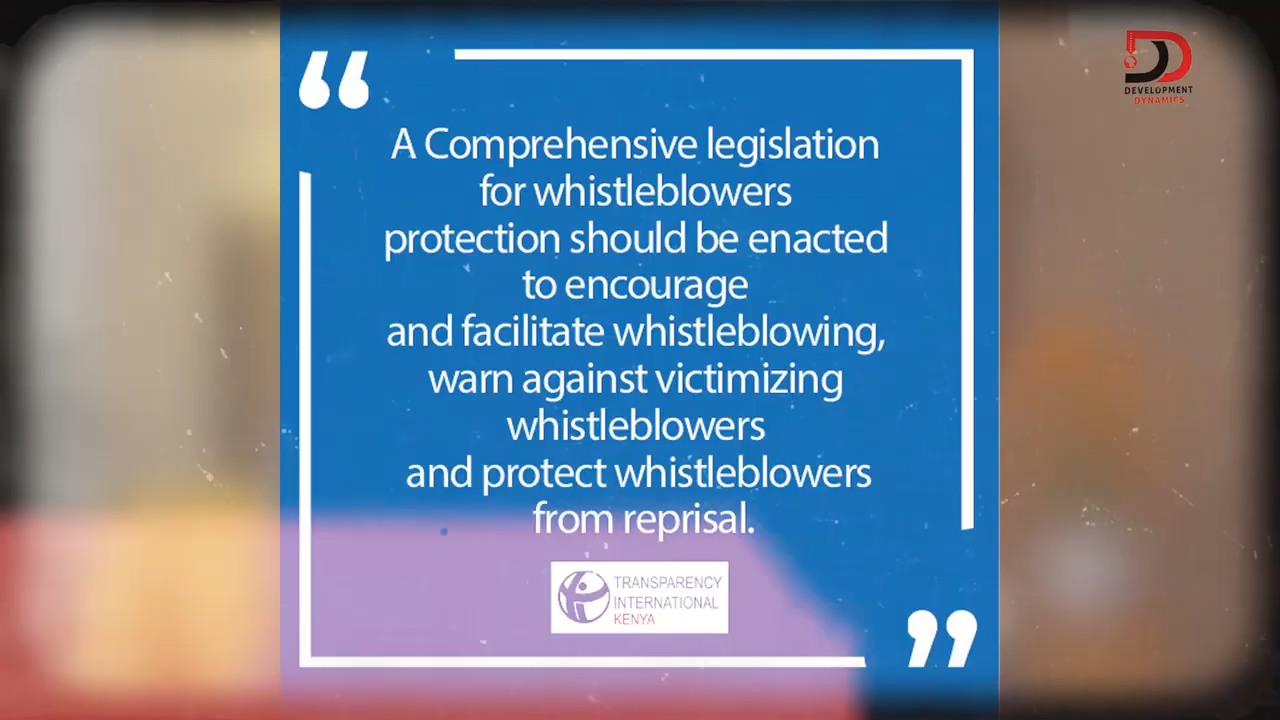 DEVELOPMENT
DYNAMICS
“
A Comprehensive legislation
for whistleblowers
protection should be enacted
to encourage
and facilitate whistleblowing,
warn against victimizing
whistleblowers
and protect whistleblowers
from reprisal.
TRANSPARENCY
INTERNATIONAL
KENYA
”